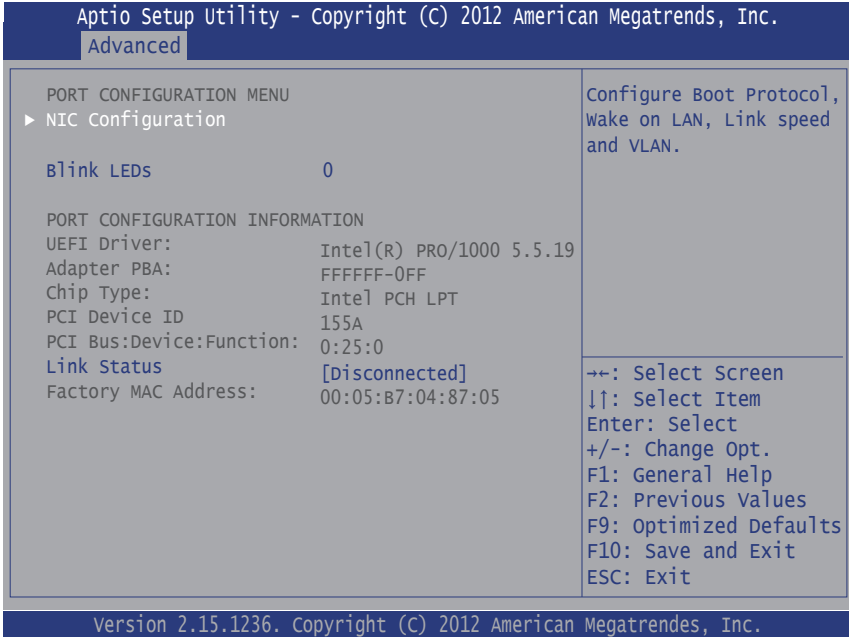 Aptio Setup Utility - Copyright (C) 2012 American Megatrends, Inc.
Advanced
PORT CONFIGURATION MENU
▶ NIC Configuration
Blink LEDs 0
PORT CONFIGURATION INFORMATION
UEFI Driver: Intel(R) PRO/1000 5.5.19
Adapter PBA: FFFFFF-0FF
Chip Type: Intel PCH LPT
PCI Device ID 155A
PCI Bus:Device:Function: 0:25:0
Link Status [Disconnected]
Factory MAC Address: 00:05:B7:04:87:05
Configure Boot Protocol,
Wake on LAN, Link speed
and VLAN.
→←: Select Screen
↓↑: Select Item
Enter: Select
+/-: Change Opt.
F1: General Help
F2: Previous Values
F9: Optimized Defaults
F10: Save and Exit
ESC: Exit
Version 2.15.1236. Copyright (C) 2012 American Megatrendes, Inc.